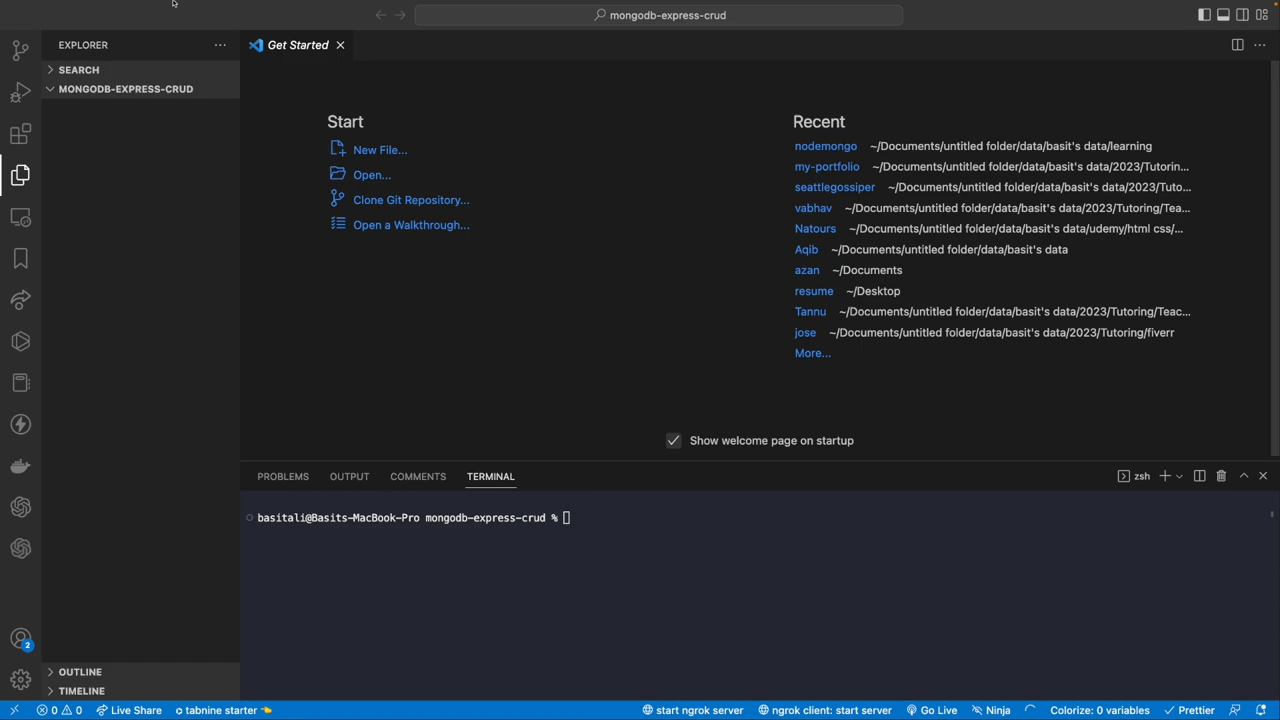 mongodb-express-crud
EXPLORER
Get Started
SEARCH
MONGODB-EXPRESS-CRUD
Start
New File...
Open...
Clone Git Repository...
Open a Walkthrough...
Recent
nodemongo ~/Documents/untitled folder/data/basit's data/learning
my-portfolio ~/Documents/untitled folder/data/basit's data/2023/Tutorin...
seattlegossiper ~/Documents/untitled folder/data/basit's data/2023/Tuto...
vabhav ~/Documents/untitled folder/data/basit's data/2023/Tutoring/Tea...
Natours ~/Documents/untitled folder/data/basit's data/udemy/html css/...
Aqib ~/Documents/untitled folder/data/basit's data
azan ~/Documents
resume ~/Desktop
Tannu ~/Documents/untitled folder/data/basit's data/2023/Tutoring/Teac...
jose ~/Documents/untitled folder/data/basit's data/2023/Tutoring/fiverr
More...
Show welcome page on startup
PROBLEMS OUTPUT COMMENTS TERMINAL
zsh
basitali@Basits-MacBook-Pro mongodb-express-crud %
2
OUTLINE
TIMELINE
0 0 Live Share tabnine starter start ngrok server ngrok client: start server Go Live Ninja Colorize: 0 variables Prettier